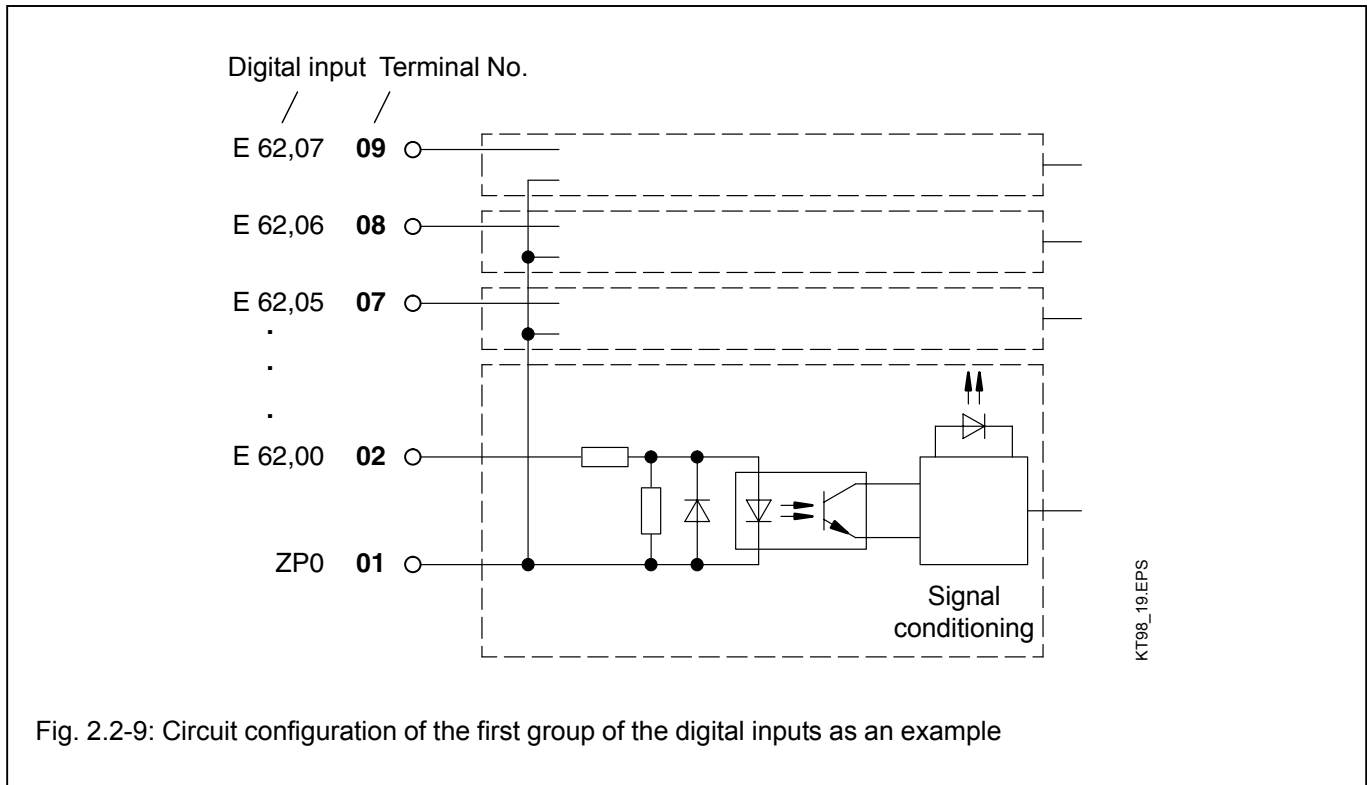 Digital input Terminal No.
E 62,07 09
E 62,06 08
E 62,05 07
.
.
.
E 62,00 02
ZP0 01
Signal
conditioning
KT98_19.EPS
Fig. 2.2-9: Circuit configuration of the first group of the digital inputs as an example